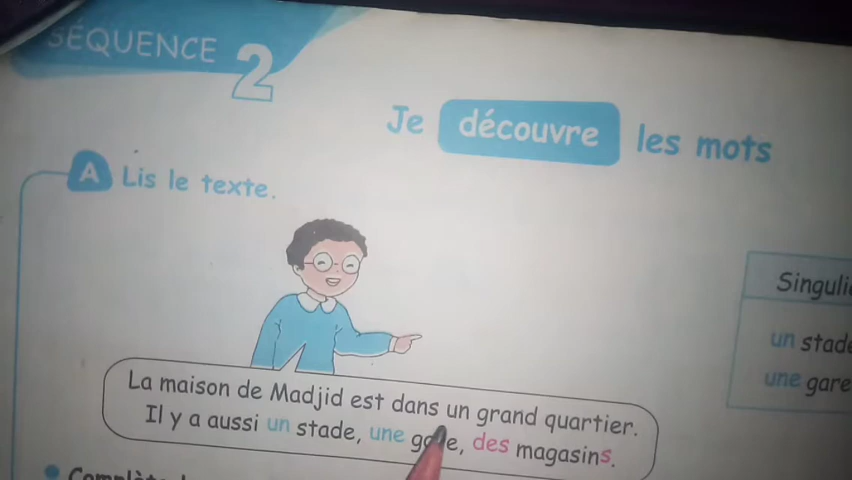 SÉQUENCE 2
Je découvre les mots
A Lis le texte.
La maison de Madjid est dans un grand quartier.
Il y a aussi un stade, une des magasins.
un stade
une gare